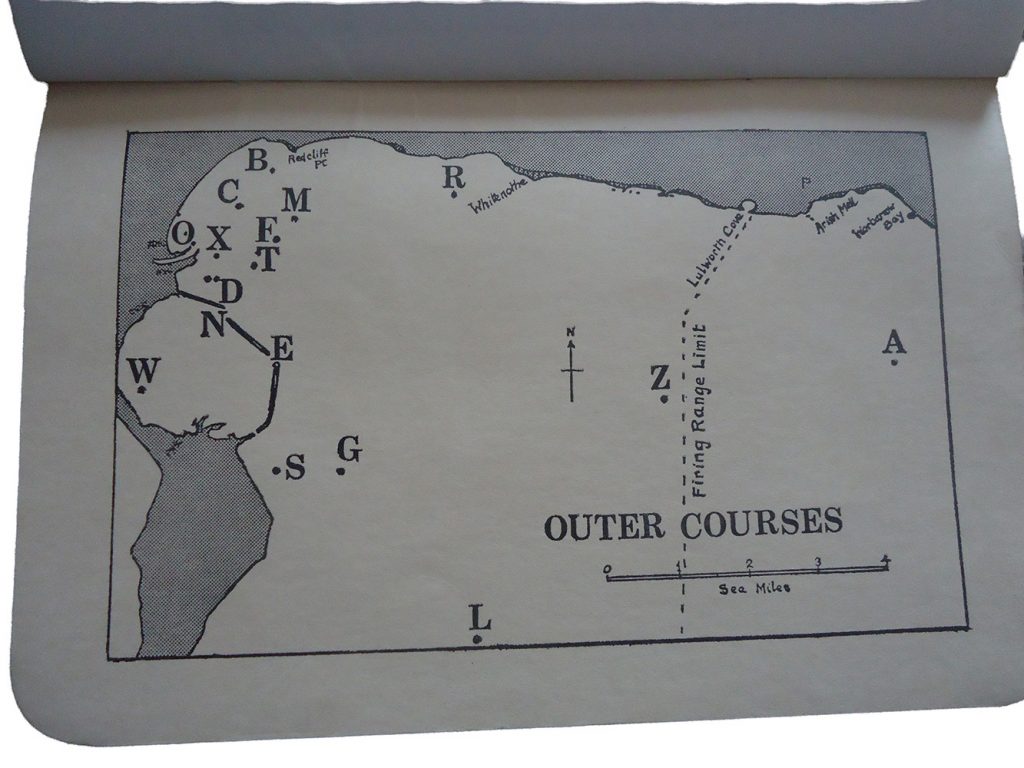 B
Redcliff
Pt
C
R
Whitenothe
M
P
Arish Mell
Worbarrow
Bay
O
X
F
T
Lulworth Cove
D
N
N
E
A
W
Z
Firing Range Limit
S
G
OUTER COURSES
0 1 2 3 4
Sea Miles
L